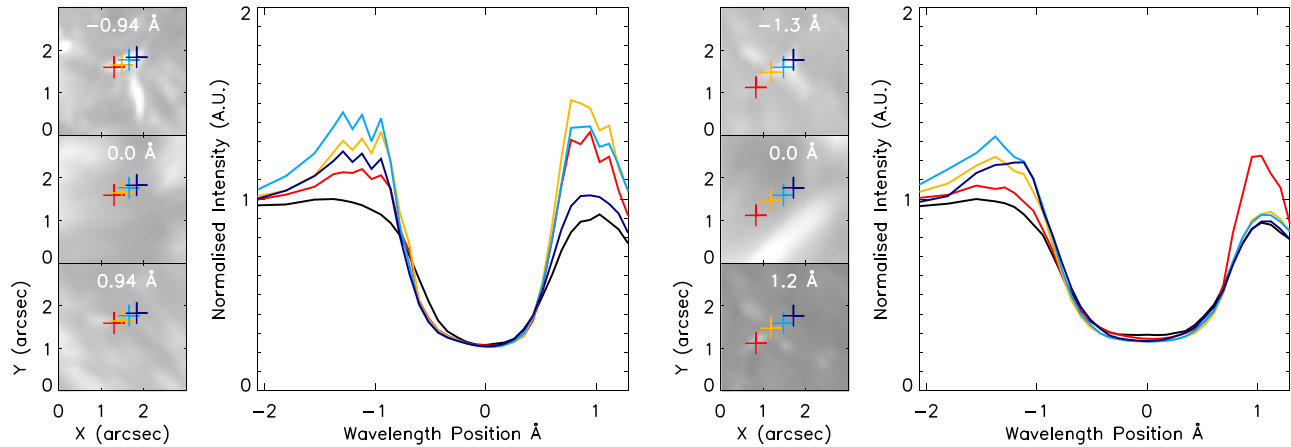 −0.94 Å
2
1
0
0.0 Å
2
1
0
0.94 Å
2
1
0
Y (arcsec)
0 1 2
X (arcsec)
2
1
0
Normalised Intensity (A.U.)
−2 −1 0 1
Wavelength Position Å
−1.3 Å
2
1
0
0.0 Å
2
1
0
1.2 Å
2
1
0
Y (arcsec)
0 1 2
X (arcsec)
2
1
0
Normalised Intensity (A.U.)
−2 −1 0 1
Wavelength Position Å